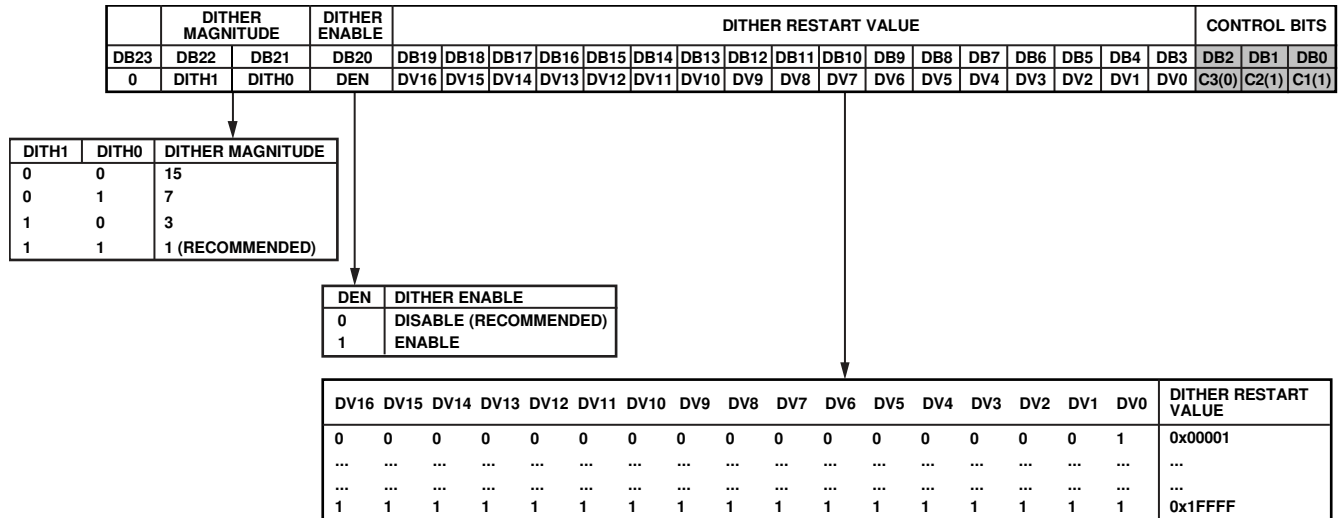 DITHER MAGNITUDE DITHER ENABLE DITHER RESTART VALUE CONTROL BITS
DB23 DB22 DB21 DB20 DB19 DB18 DB17 DB16 DB15 DB14 DB13 DB12 DB11 DB10 DB9 DB8 DB7 DB6 DB5 DB4 DB3 DB2 DB1 DB0
0 DITH1 DITH0 DEN DV16 DV15 DV14 DV13 DV12 DV11 DV10 DV9 DV8 DV7 DV6 DV5 DV4 DV3 DV2 DV1 DV0 C3(0) C2(1) C1(1)
DITH1 DITH0 DITHER MAGNITUDE
0 0 15
0 1 7
1 0 3
1 1 1 (RECOMMENDED)
DEN DITHER ENABLE
0 DISABLE (RECOMMENDED)
1 ENABLE
DV16 DV15 DV14 DV13 DV12 DV11 DV10 DV9 DV8 DV7 DV6 DV5 DV4 DV3 DV2 DV1 DV0 DITHER RESTART VALUE
0 0 0 0 0 0 0 0 0 0 0 0 0 0 0 0 1 0x00001
... ... ... ... ... ... ... ... ... ... ... ... ... ... ... ... ... ...
... ... ... ... ... ... ... ... ... ... ... ... ... ... ... ... ... ...
1 1 1 1 1 1 1 1 1 1 1 1 1 1 1 1 1 0x1FFFF